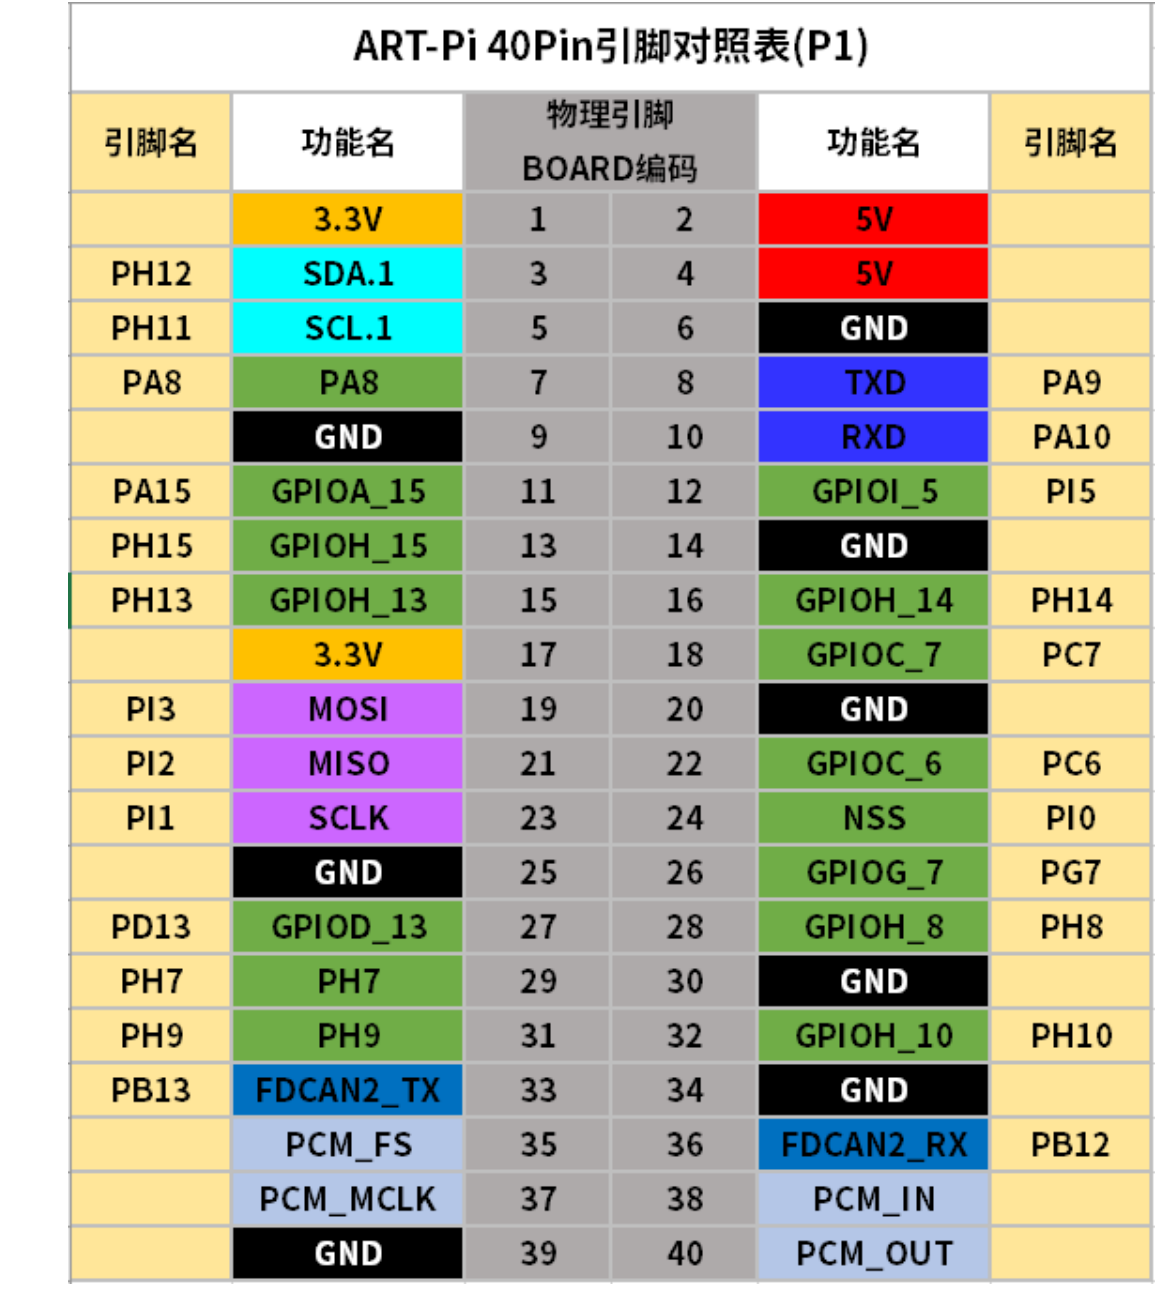 ART-Pi 40Pin引脚对照表(P1)
引脚名 功能名 物理引脚 BOARD编码 功能名 引脚名
3.3V 1 2 5V
PH12 SDA.1 3 4 5V
PH11 SCL.1 5 6 GND
PA8 PA8 7 8 TXD PA9
GND 9 10 RXD PA10
PA15 GPIOA_15 11 12 GPIOI_5 PI5
PH15 GPIOH_15 13 14 GND
PH13 GPIOH_13 15 16 GPIOH_14 PH14
3.3V 17 18 GPIOC_7 PC7
PI3 MOSI 19 20 GND
PI2 MISO 21 22 GPIOC_6 PC6
PI1 SCLK 23 24 NSS PI0
GND 25 26 GPIOG_7 PG7
PD13 GPIOD_13 27 28 GPIOH_8 PH8
PH7 PH7 29 30 GND
PH9 PH9 31 32 GPIOH_10 PH10
PB13 FDCAN2_TX 33 34 GND
PCM_FS 35 36 FDCAN2_RX PB12
PCM_MCLK 37 38 PCM_IN
GND 39 40 PCM_OUT